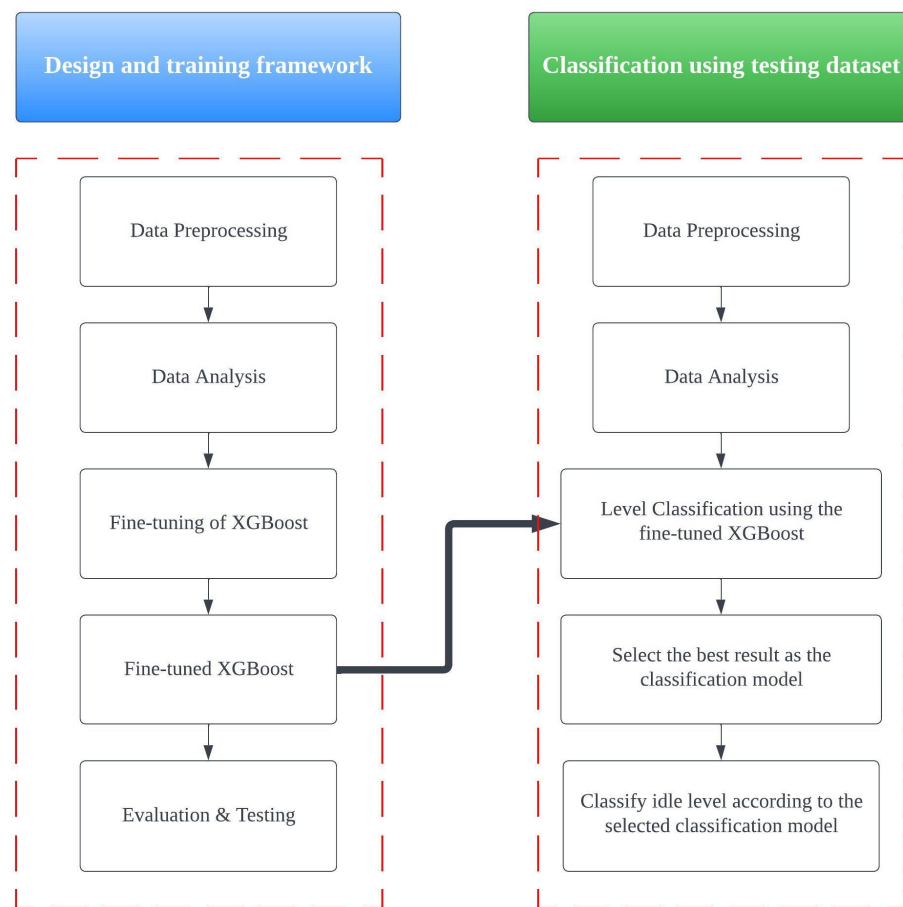 Design and training framework
Classification using testing dataset
Data Preprocessing
Data Analysis
Fine-tuning of XGBoost
Fine-tuned XGBoost
Evaluation & Testing
Data Preprocessing
Data Analysis
Level Classification using the
fine-tuned XGBoost
Select the best result as the
classification model
Classify idle level according to the
selected classification model